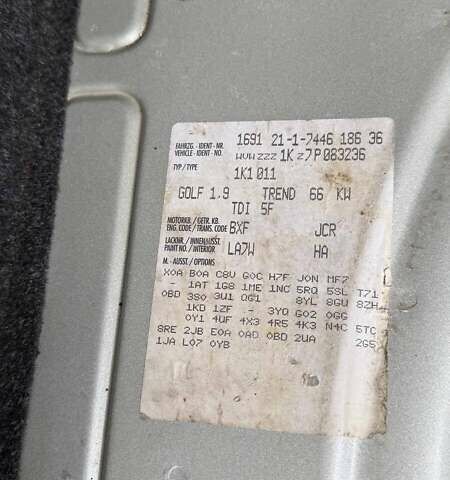 1691 21-1-7446 186 36
FAHRZG.-IDENT-NR.
VEHICLE-IDENT-NR. WVWZZZ1KZ7P083236
TYP/TYPE 1K1 011
GOLF 1.9 TREND 66 KW
TDI 5F
MOTORKB./GETR.KB.
ENG.CODE/TRANS.CODE BXF JCR
LACKNR./INNENAUSST.
PAINT NO./INTERIOR LA7W HA
M.-AUSST./OPTIONS
X0A B0A C8U G0C H7F J0N MF7
- 1AT 1G8 1ME 1NC 5RQ 5SL T71
0BD 3S0 3U1 QG1 8YL 8GU 8ZH
1KD 1ZF - 3YQ G02 0GG
0Y1 4UF 4X3 4R5 4K3 N4C 5TC
8RE 2JB E0A 0AD 0BD 2UA 2G5
1JA L07 0YB